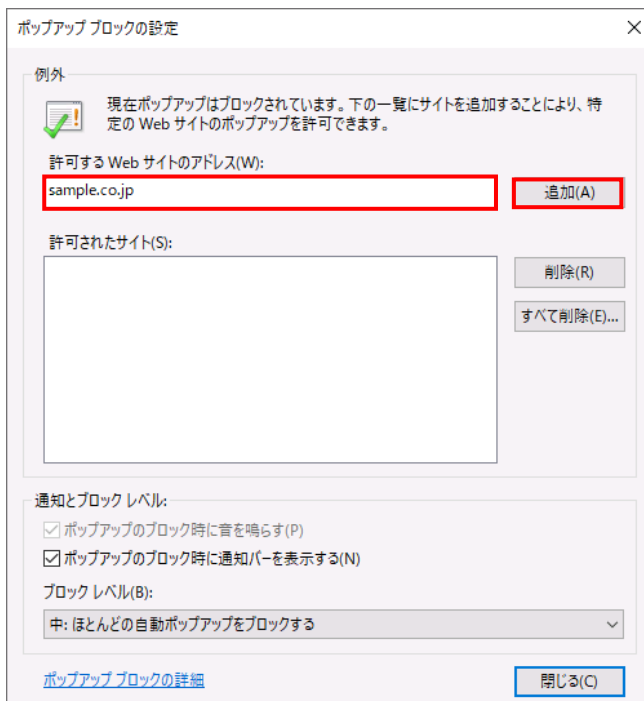 ポップアップ ブロックの設定
例外
現在ポップアップはブロックされています。下の一覧にサイトを追加することにより、特
定の Web サイトのポップアップを許可できます。
許可する Web サイトのアドレス(W):
sample.co.jp
追加(A)
許可されたサイト(S):
削除(R)
すべて削除(E)...
通知とブロック レベル:
ポップアップのブロック時に音を鳴らす(P)
ポップアップのブロック時に通知バーを表示する(N)
ブロック レベル(B):
中: ほとんどの自動ポップアップをブロックする
ポップアップ ブロックの詳細
閉じる(C)